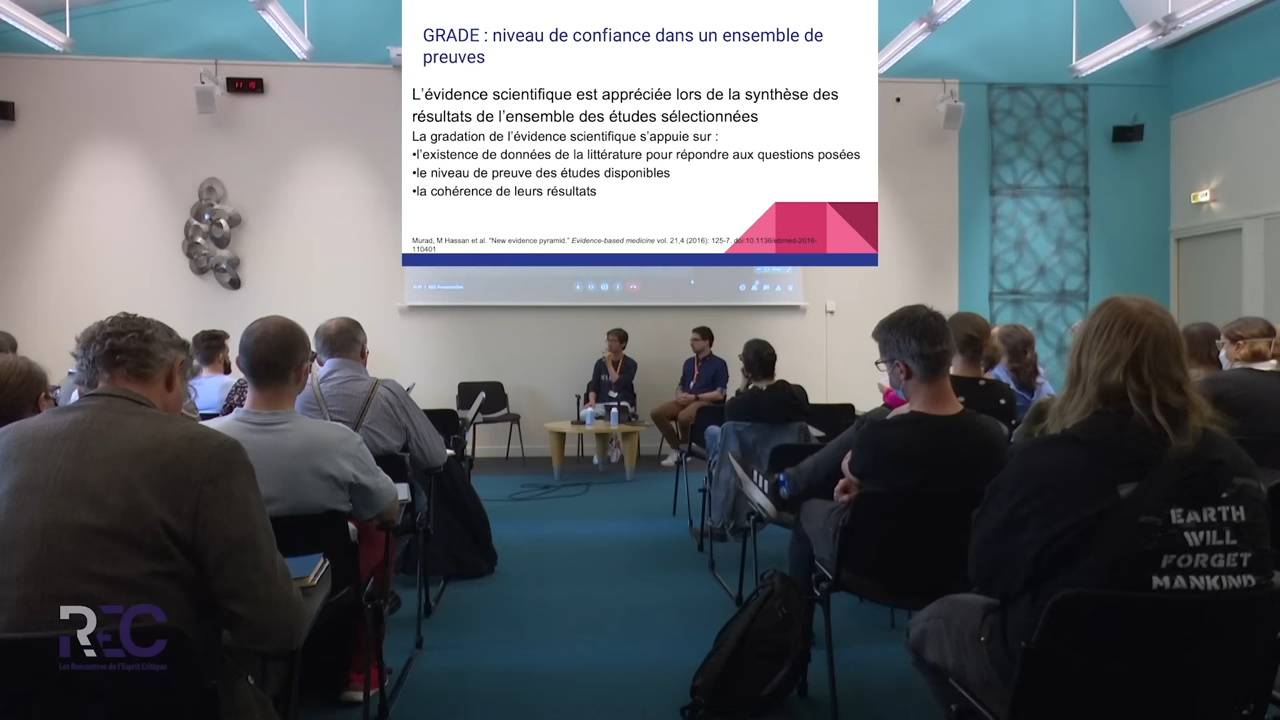 GRADE : niveau de confiance dans un ensemble de
preuves
L'évidence scientifique est appréciée lors de la synthèse des
résultats de l'ensemble des études sélectionnées
La gradation de l'évidence scientifique s'appuie sur :
•l'existence de données de la littérature pour répondre aux questions posées
•le niveau de preuve des études disponibles
•la cohérence de leurs résultats
Murad, M Hassan et al. "New evidence pyramid." Evidence-based medicine vol. 21,4 (2016): 125-7. doi:10.1136/ebmed-2016-
110401
EARTH
WILL
FORGET
MANKIND
REC
Les Rencontres de l'Esprit Critique